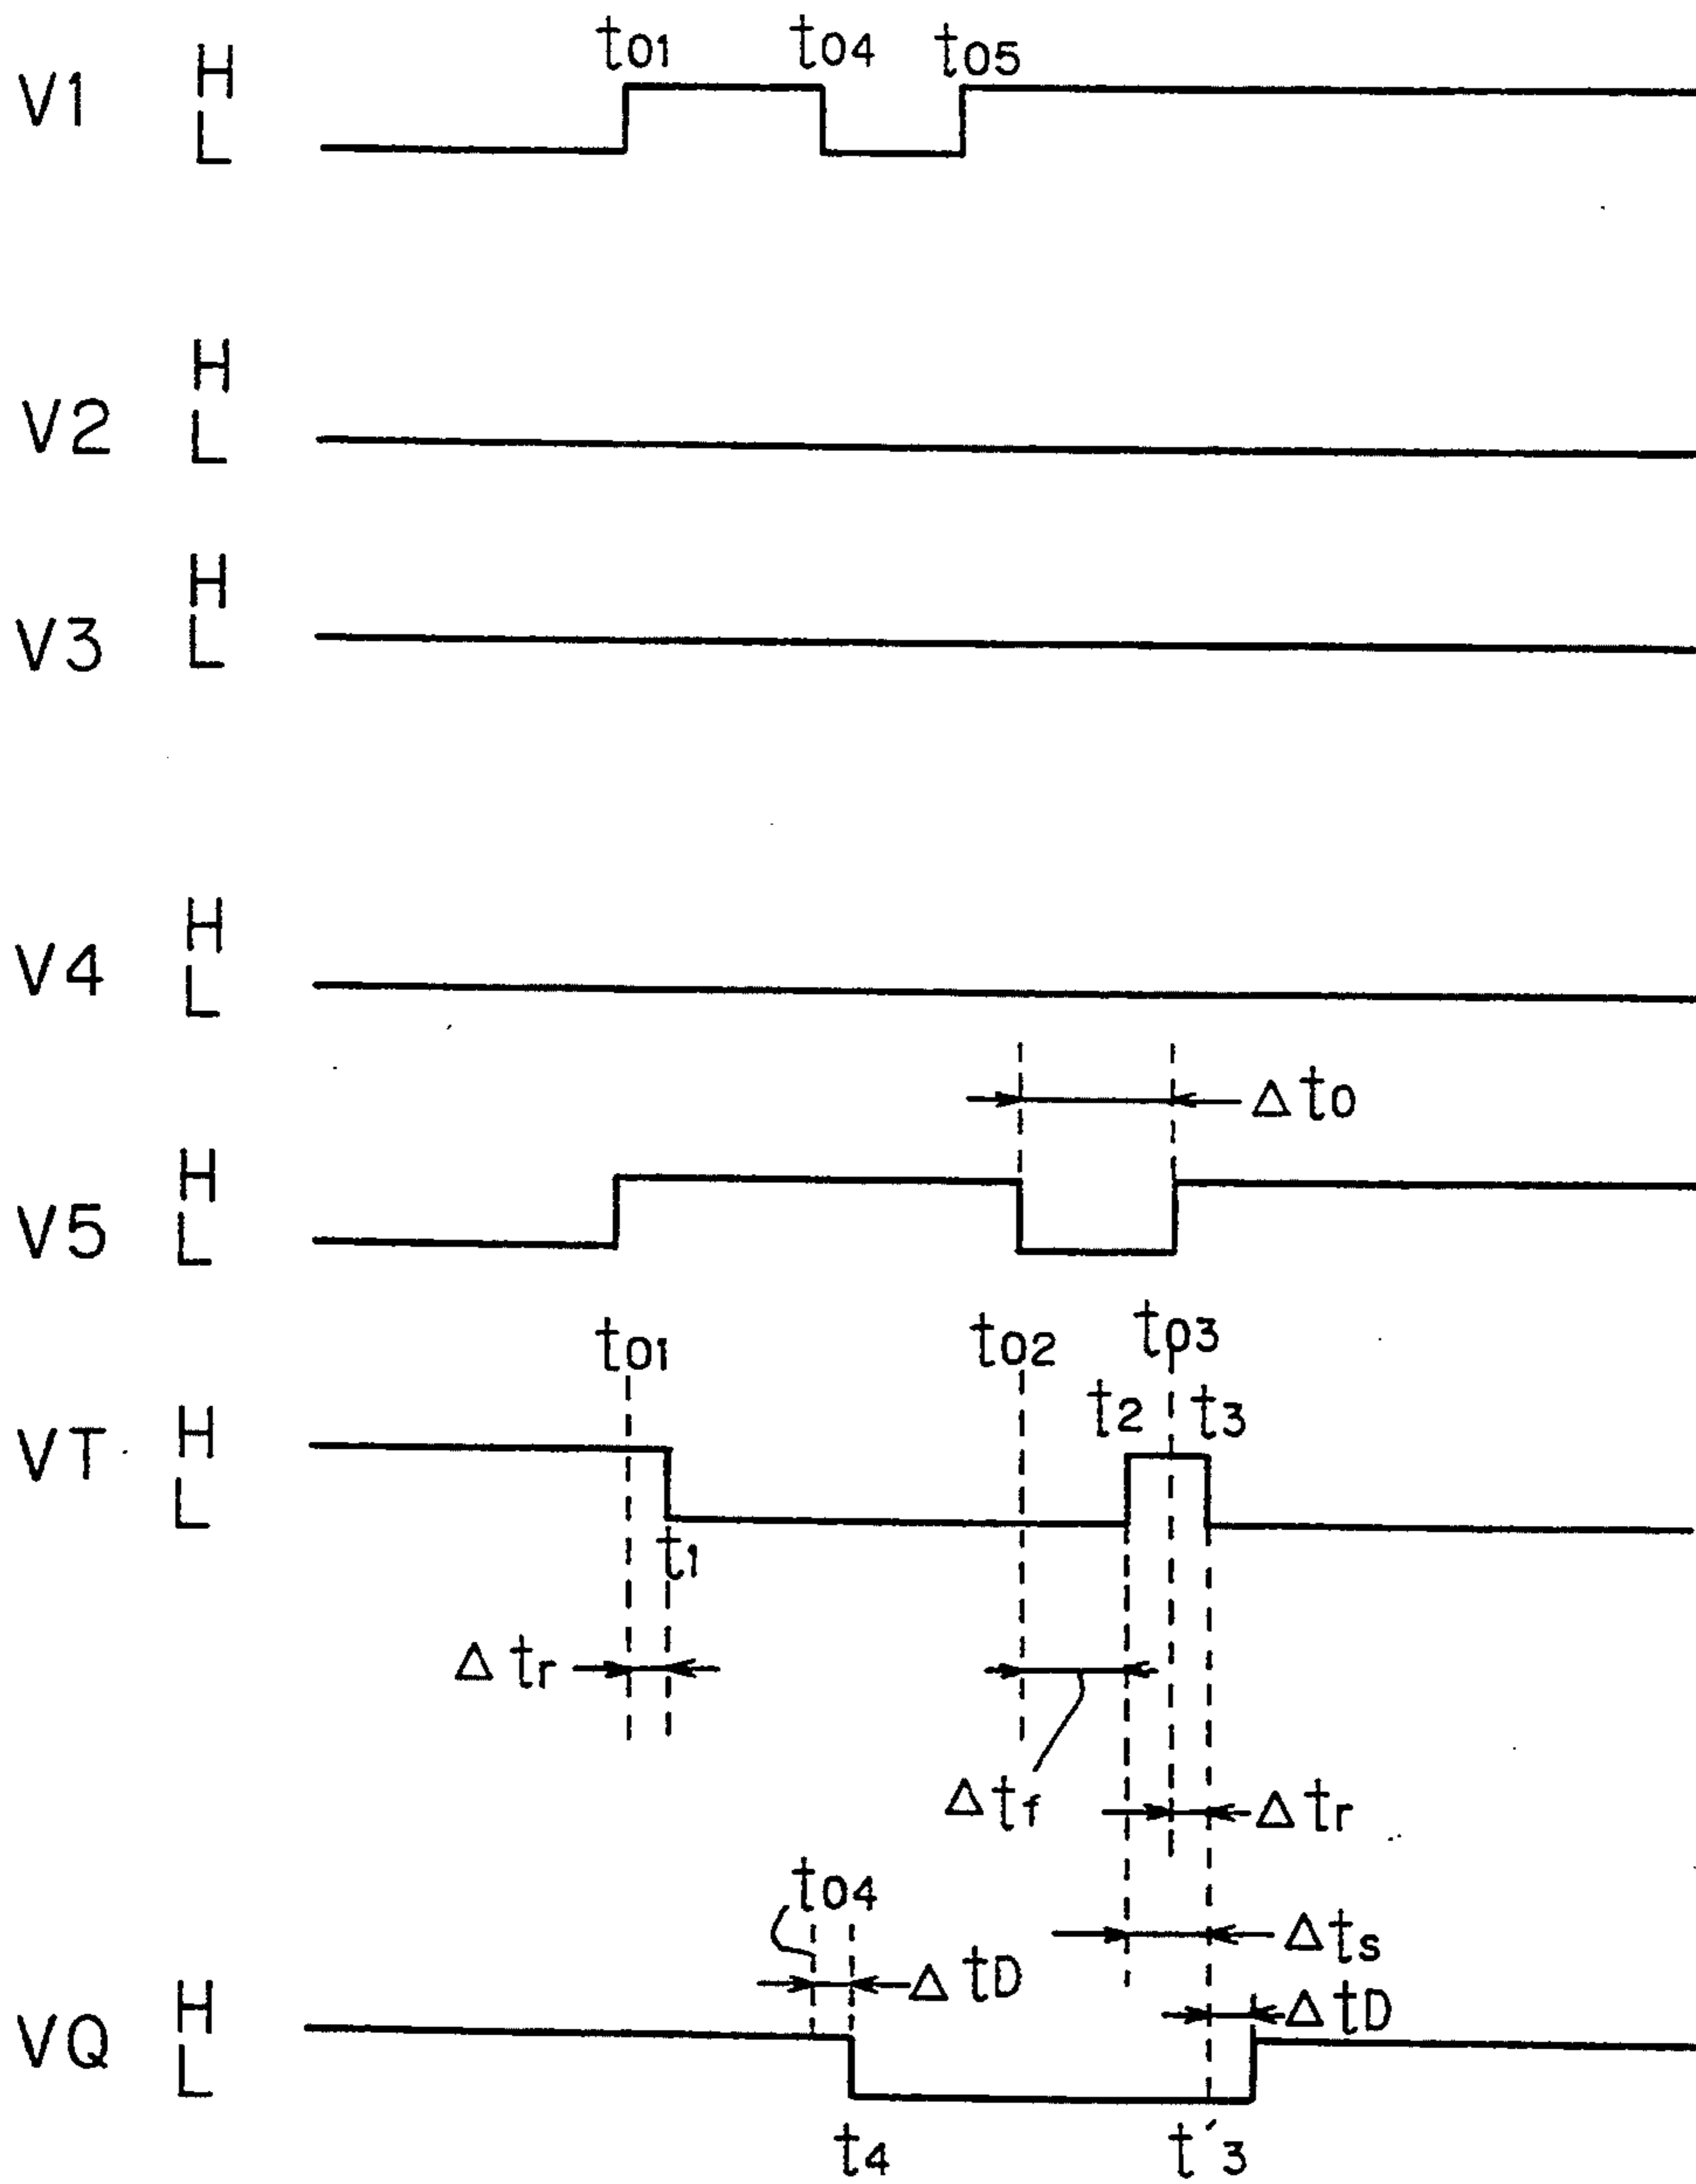 t01 t04 t05
V1 H
L
V2 H
L
V3 H
L
V4 H
L
Δt0
V5 H
L
t01 t02 t03
t2 t3
VT H
L
t1
Δtr
Δtf Δtr
t04
Δts
ΔtD ΔtD
VQ H
L
t4 t'3